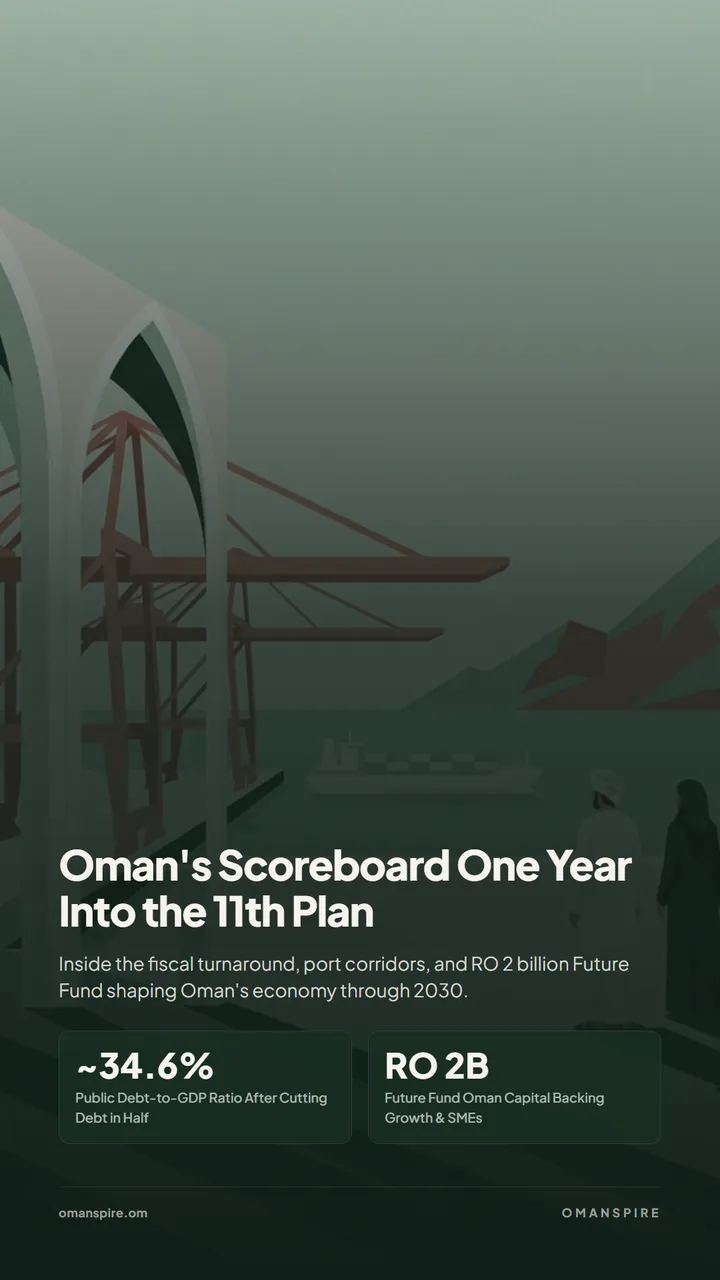 Oman's Scoreboard One Year
Into the 11th Plan
Inside the fiscal turnaround, port corridors, and RO 2 billion Future
Fund shaping Oman's economy through 2030.
~34.6%
Public Debt-to-GDP Ratio After Cutting
Debt in Half
RO 2B
Future Fund Oman Capital Backing
Growth & SMEs
omanspire.om
OMANSPIRE